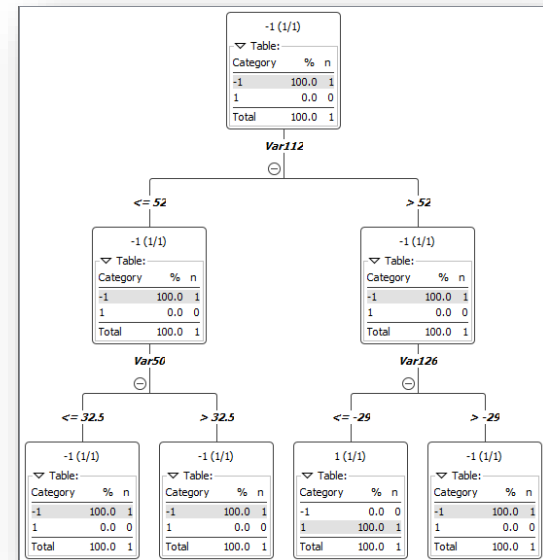 -1 (1/1)
Table:
Category % n
-1 100.0 1
1 0.0 0
Total 100.0 1
Var112
<= 52 > 52
-1 (1/1)
Table:
Category % n
-1 100.0 1
1 0.0 0
Total 100.0 1
-1 (1/1)
Table:
Category % n
-1 100.0 1
1 0.0 0
Total 100.0 1
Var50 Var126
<= 32.5 > 32.5 <= -29 > -29
-1 (1/1)
Table:
Category % n
-1 100.0 1
1 0.0 0
Total 100.0 1
-1 (1/1)
Table:
Category % n
-1 100.0 1
1 0.0 0
Total 100.0 1
1 (1/1)
Table:
Category % n
-1 0.0 0
1 100.0 1
Total 100.0 1
-1 (1/1)
Table:
Category % n
-1 100.0 1
1 0.0 0
Total 100.0 1